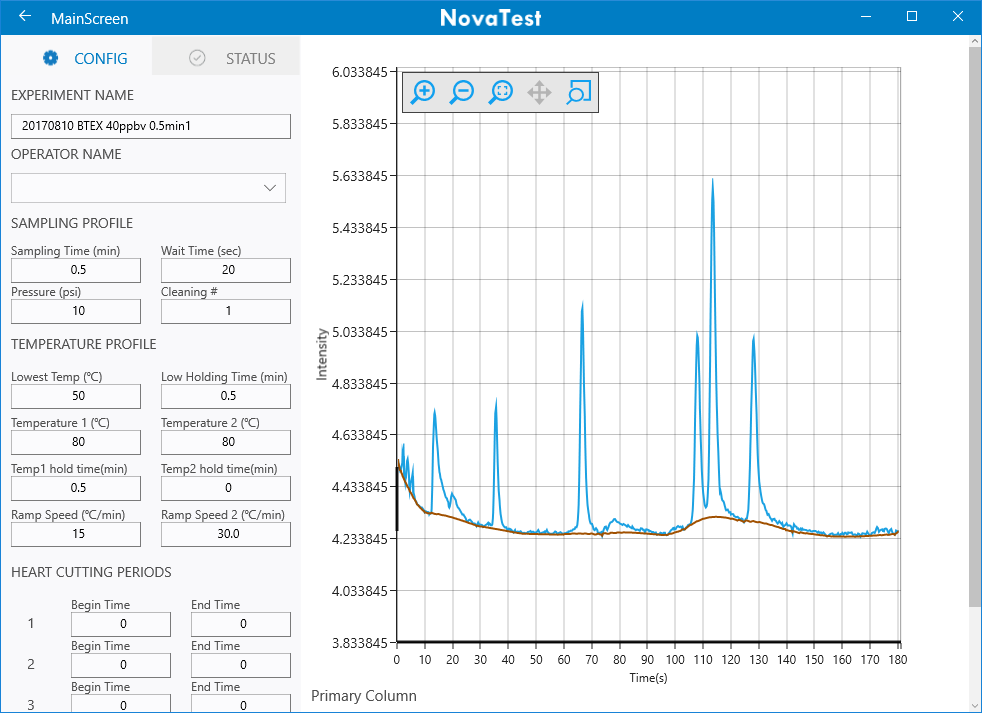 MainScreen NovaTest
CONFIG STATUS
EXPERIMENT NAME
20170810 BTEX 40ppbv 0.5min1
OPERATOR NAME
SAMPLING PROFILE
Sampling Time (min) Wait Time (sec)
0.5 20
Pressure (psi) Cleaning #
10 1
TEMPERATURE PROFILE
Lowest Temp (℃) Low Holding Time (min)
50 0.5
Temperature 1 (℃) Temperature 2 (℃)
80 80
Temp1 hold time(min) Temp2 hold time(min)
0.5 0
Ramp Speed (℃/min) Ramp Speed 2 (℃/min)
15 30.0
HEART CUTTING PERIODS
Begin Time End Time
1 0 0
Begin Time End Time
2 0 0
Begin Time End Time
3 0 0
6.033845
5.833845
5.633845
5.433845
5.233845
5.033845
4.833845
4.633845
4.433845
4.233845
4.033845
3.833845
Intensity
0 10 20 30 40 50 60 70 80 90 100 110 120 130 140 150 160 170 180
Time(s)
Primary Column